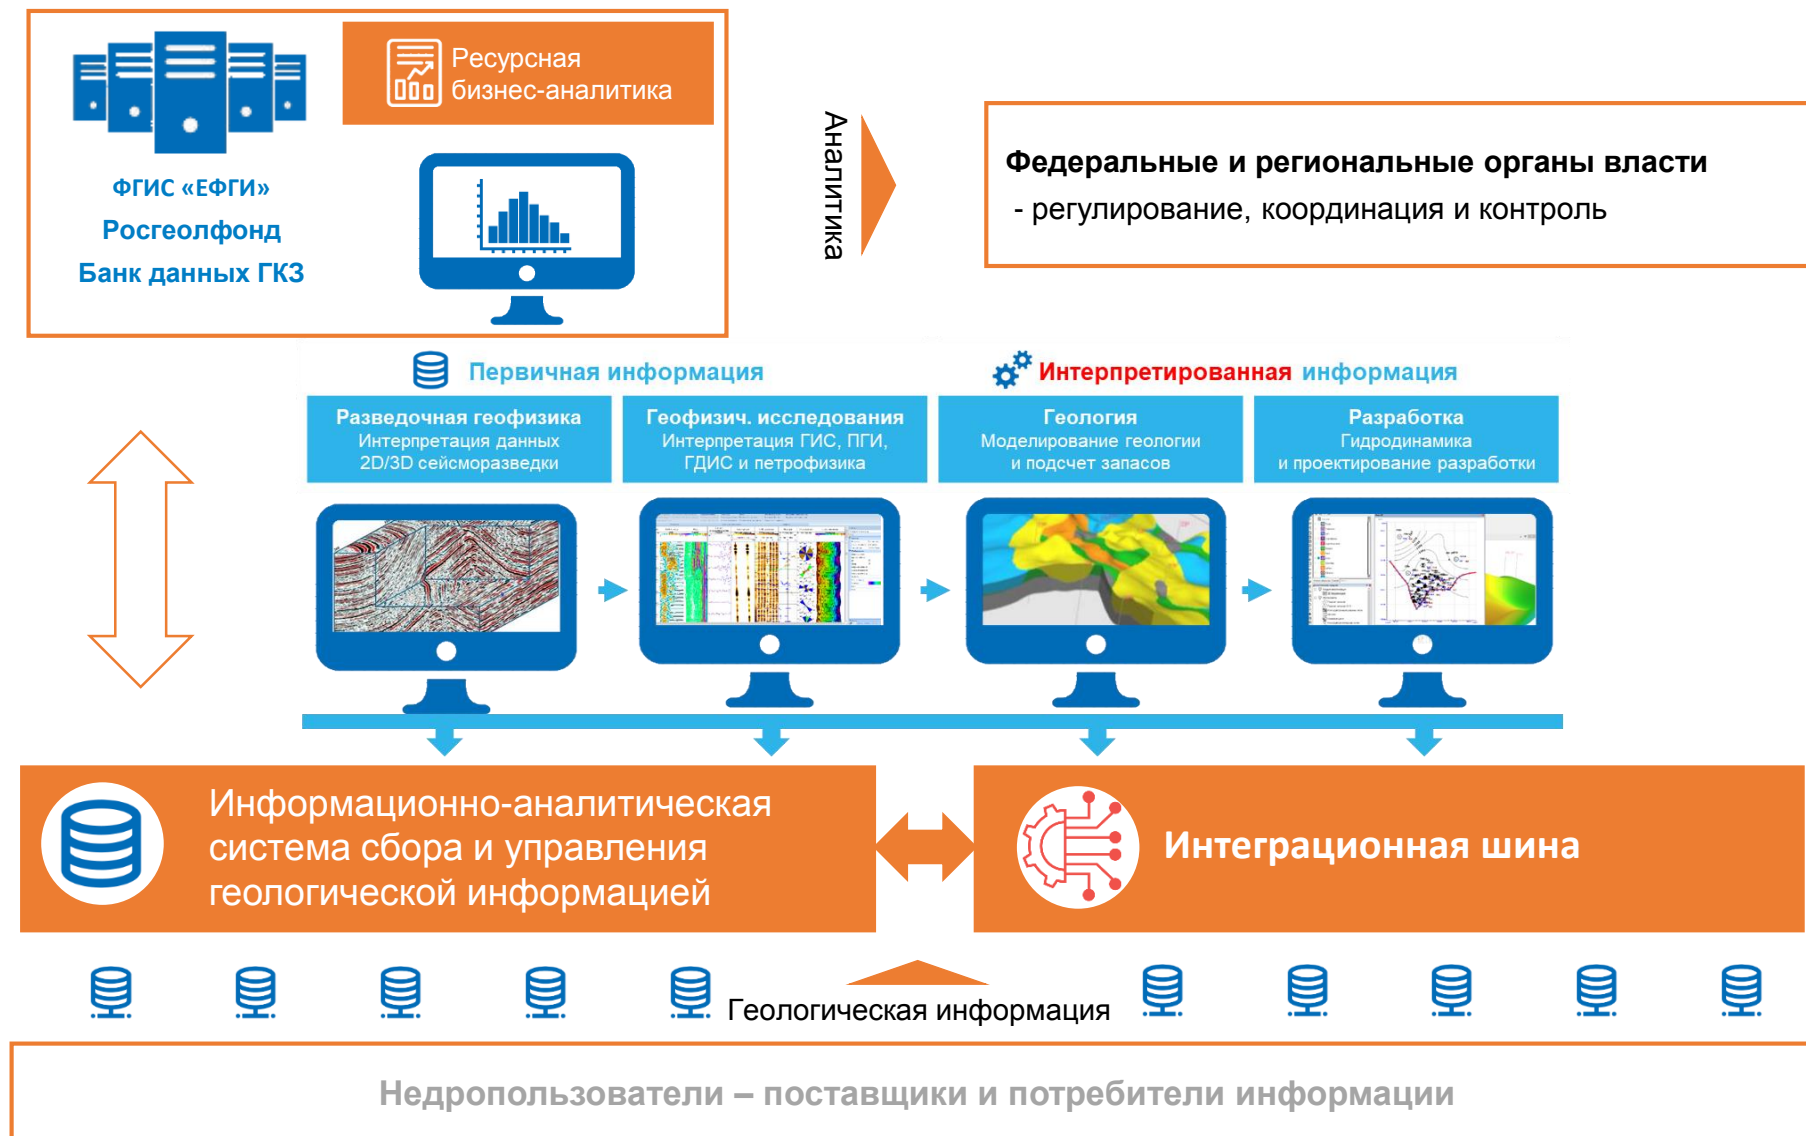 Ресурсная
бизнес-аналитика
ФГИС «ЕФГИ»
Росгеолфонд
Банк данных ГКЗ
Аналитика
Федеральные и региональные органы власти
- регулирование, координация и контроль
Первичная информация
Интерпретированная информация
Разведочная геофизика
Интерпретация данных
2D/3D сейсморазведки
Геофизич. исследования
Интерпретация ГИС, ПГИ,
ГДИС и петрофизика
Геология
Моделирование геологии
и подсчет запасов
Разработка
Гидродинамика
и проектирование разработки
Информационно-аналитическая
система сбора и управления
геологической информацией
Интеграционная шина
Геологическая информация
Недропользователи – поставщики и потребители информации